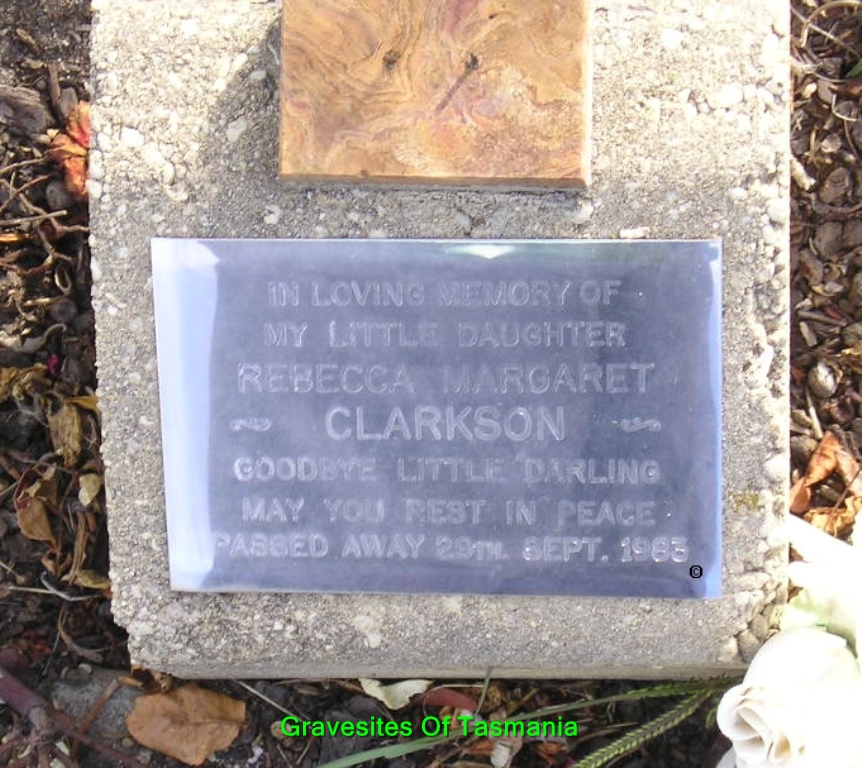 IN LOVING MEMORY OF
MY LITTLE DAUGHTER
REBECCA MARGARET
~ CLARKSON ~
GOODBYE LITTLE DARLING
MAY YOU REST IN PEACE
PASSED AWAY 29TH. SEPT. 1963
©
Gravesites Of Tasmania